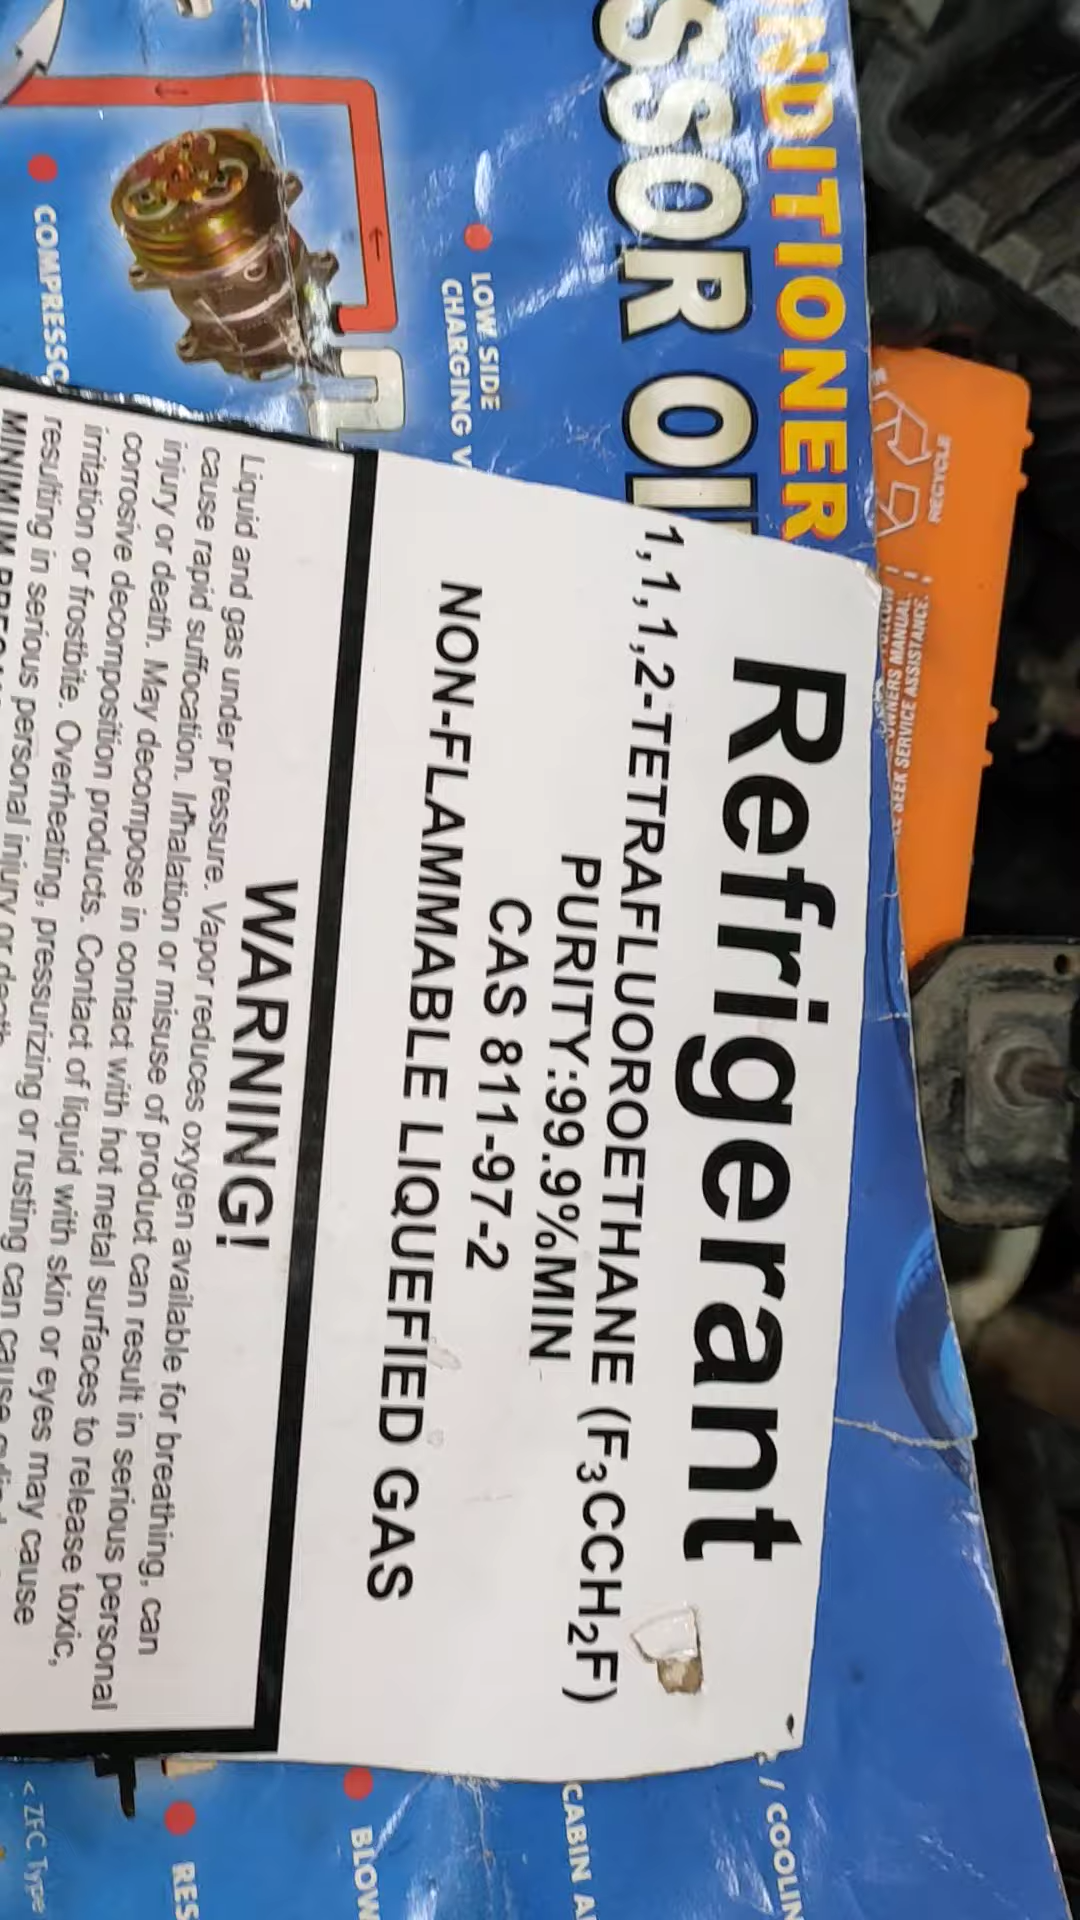 NDITIONER
SSOR OI
LOW SIDE
CHARGING
RECYCLE
OWNERS MANUAL.
SEEK SERVICE ASSISTANCE.
Refrigerant
1,1,1,2-TETRAFLUOROETHANE (F3CCH2F)
PURITY:99.9%MIN
CAS 811-97-2
NON-FLAMMABLE LIQUEFIED GAS
WARNING!
Liquid and gas under pressure. Vapor reduces oxygen available for breathing, can
cause rapid suffocation. Inhalation or misuse of product can result in serious personal
injury or death. May decompose in contact with hot metal surfaces to release toxic,
corrosive decomposition products. Contact of liquid with skin or eyes may cause
irritation or frostbite. Overheating, pressurizing or rusting can cause
resulting in serious personal injury or death
MINIMUM
COMPRESSO
/ COOLIN
CABIN AI
BLOW
RES
< ZFC Type